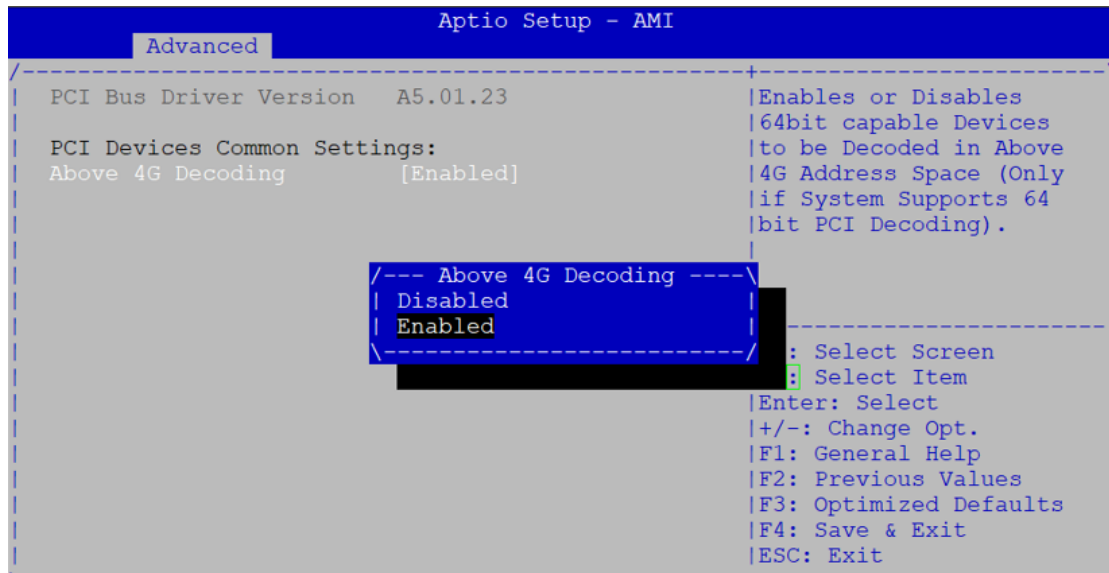 Aptio Setup - AMI
Advanced
PCI Bus Driver Version A5.01.23
PCI Devices Common Settings:
Above 4G Decoding [Enabled]
Enables or Disables
64bit capable Devices
to be Decoded in Above
4G Address Space (Only
if System Supports 64
bit PCI Decoding).
/--- Above 4G Decoding ----\
Disabled
Enabled
: Select Screen
: Select Item
Enter: Select
+/-: Change Opt.
F1: General Help
F2: Previous Values
F3: Optimized Defaults
F4: Save & Exit
ESC: Exit